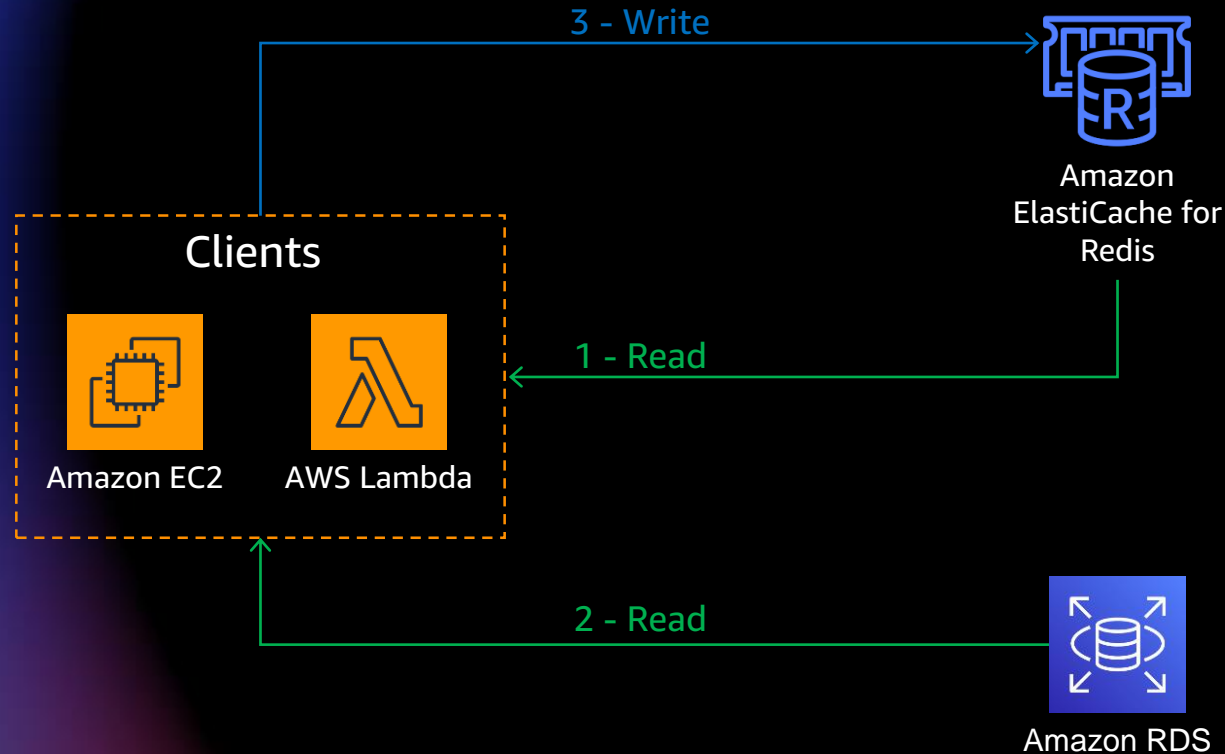 3 - Write
R
Amazon
ElastiCache for
Redis
Clients
1 - Read
Amazon EC2
AWS Lambda
2 - Read
Amazon RDS